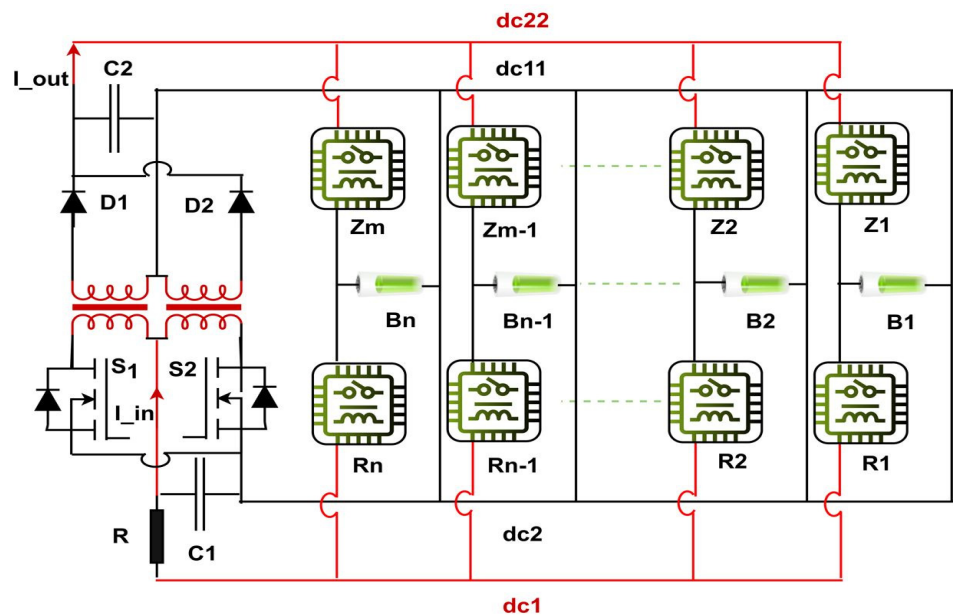 dc22
I_out
C2
dc11
D1
D2
Zm
Zm-1
Z2
Z1
Bn
Bn-1
B2
B1
S1
S2
I_in
Rn
Rn-1
R2
R1
R
C1
dc2
dc1